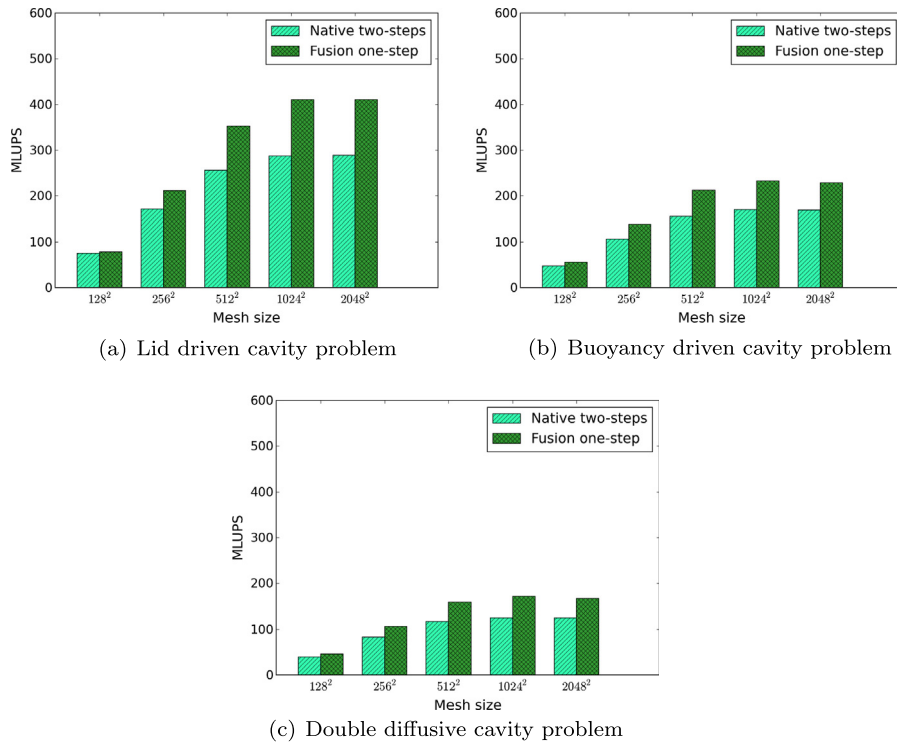 600
500
400
300
200
100
0
MLUPS
Native two-steps
Fusion one-step
128²
256²
512²
1024²
2048²
Mesh size
(a) Lid driven cavity problem
600
500
400
300
200
100
0
MLUPS
Native two-steps
Fusion one-step
128²
256²
512²
1024²
2048²
Mesh size
(b) Buoyancy driven cavity problem
600
500
400
300
200
100
0
MLUPS
Native two-steps
Fusion one-step
128²
256²
512²
1024²
2048²
Mesh size
(c) Double diffusive cavity problem